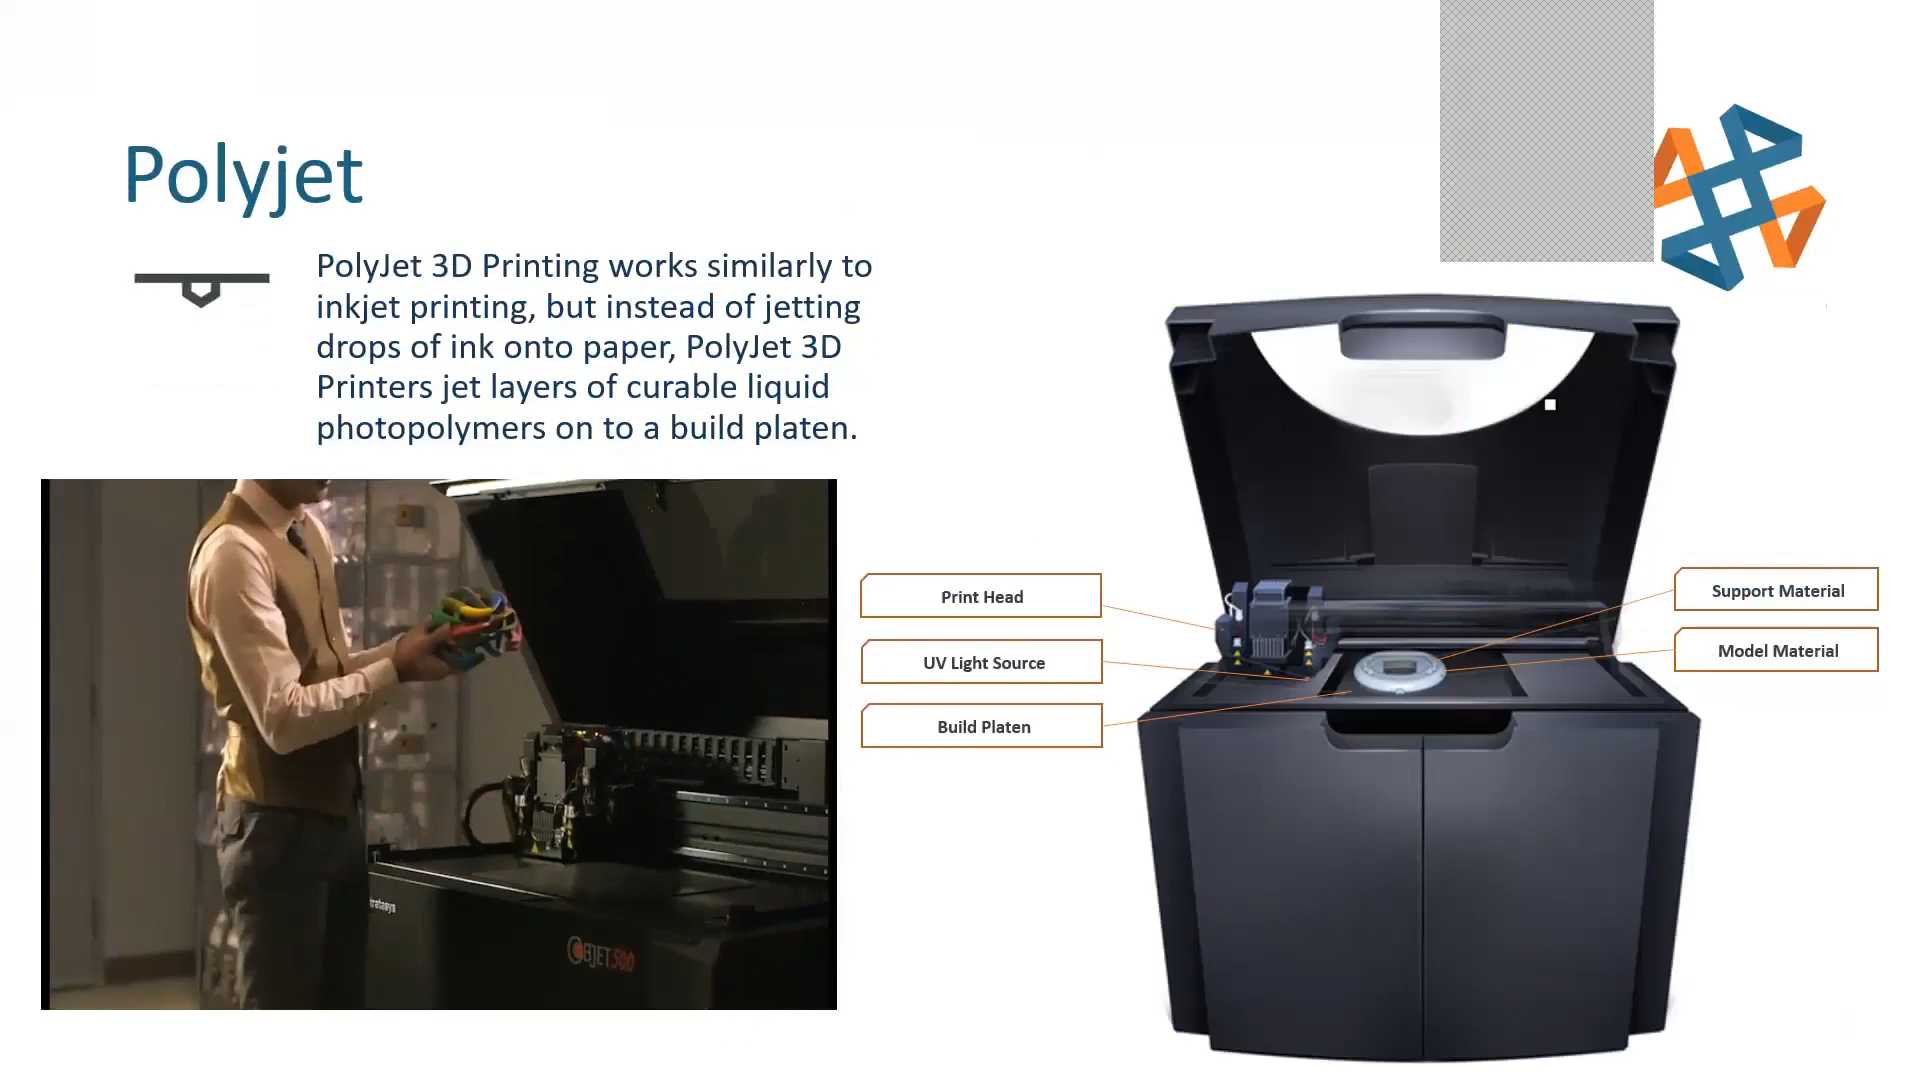 Polyjet
PolyJet 3D Printing works similarly to
inkjet printing, but instead of jetting
drops of ink onto paper, PolyJet 3D
Printers jet layers of curable liquid
photopolymers on to a build platen.
Print Head
UV Light Source
Build Platen
Support Material
Model Material
tratasys
OBJET500